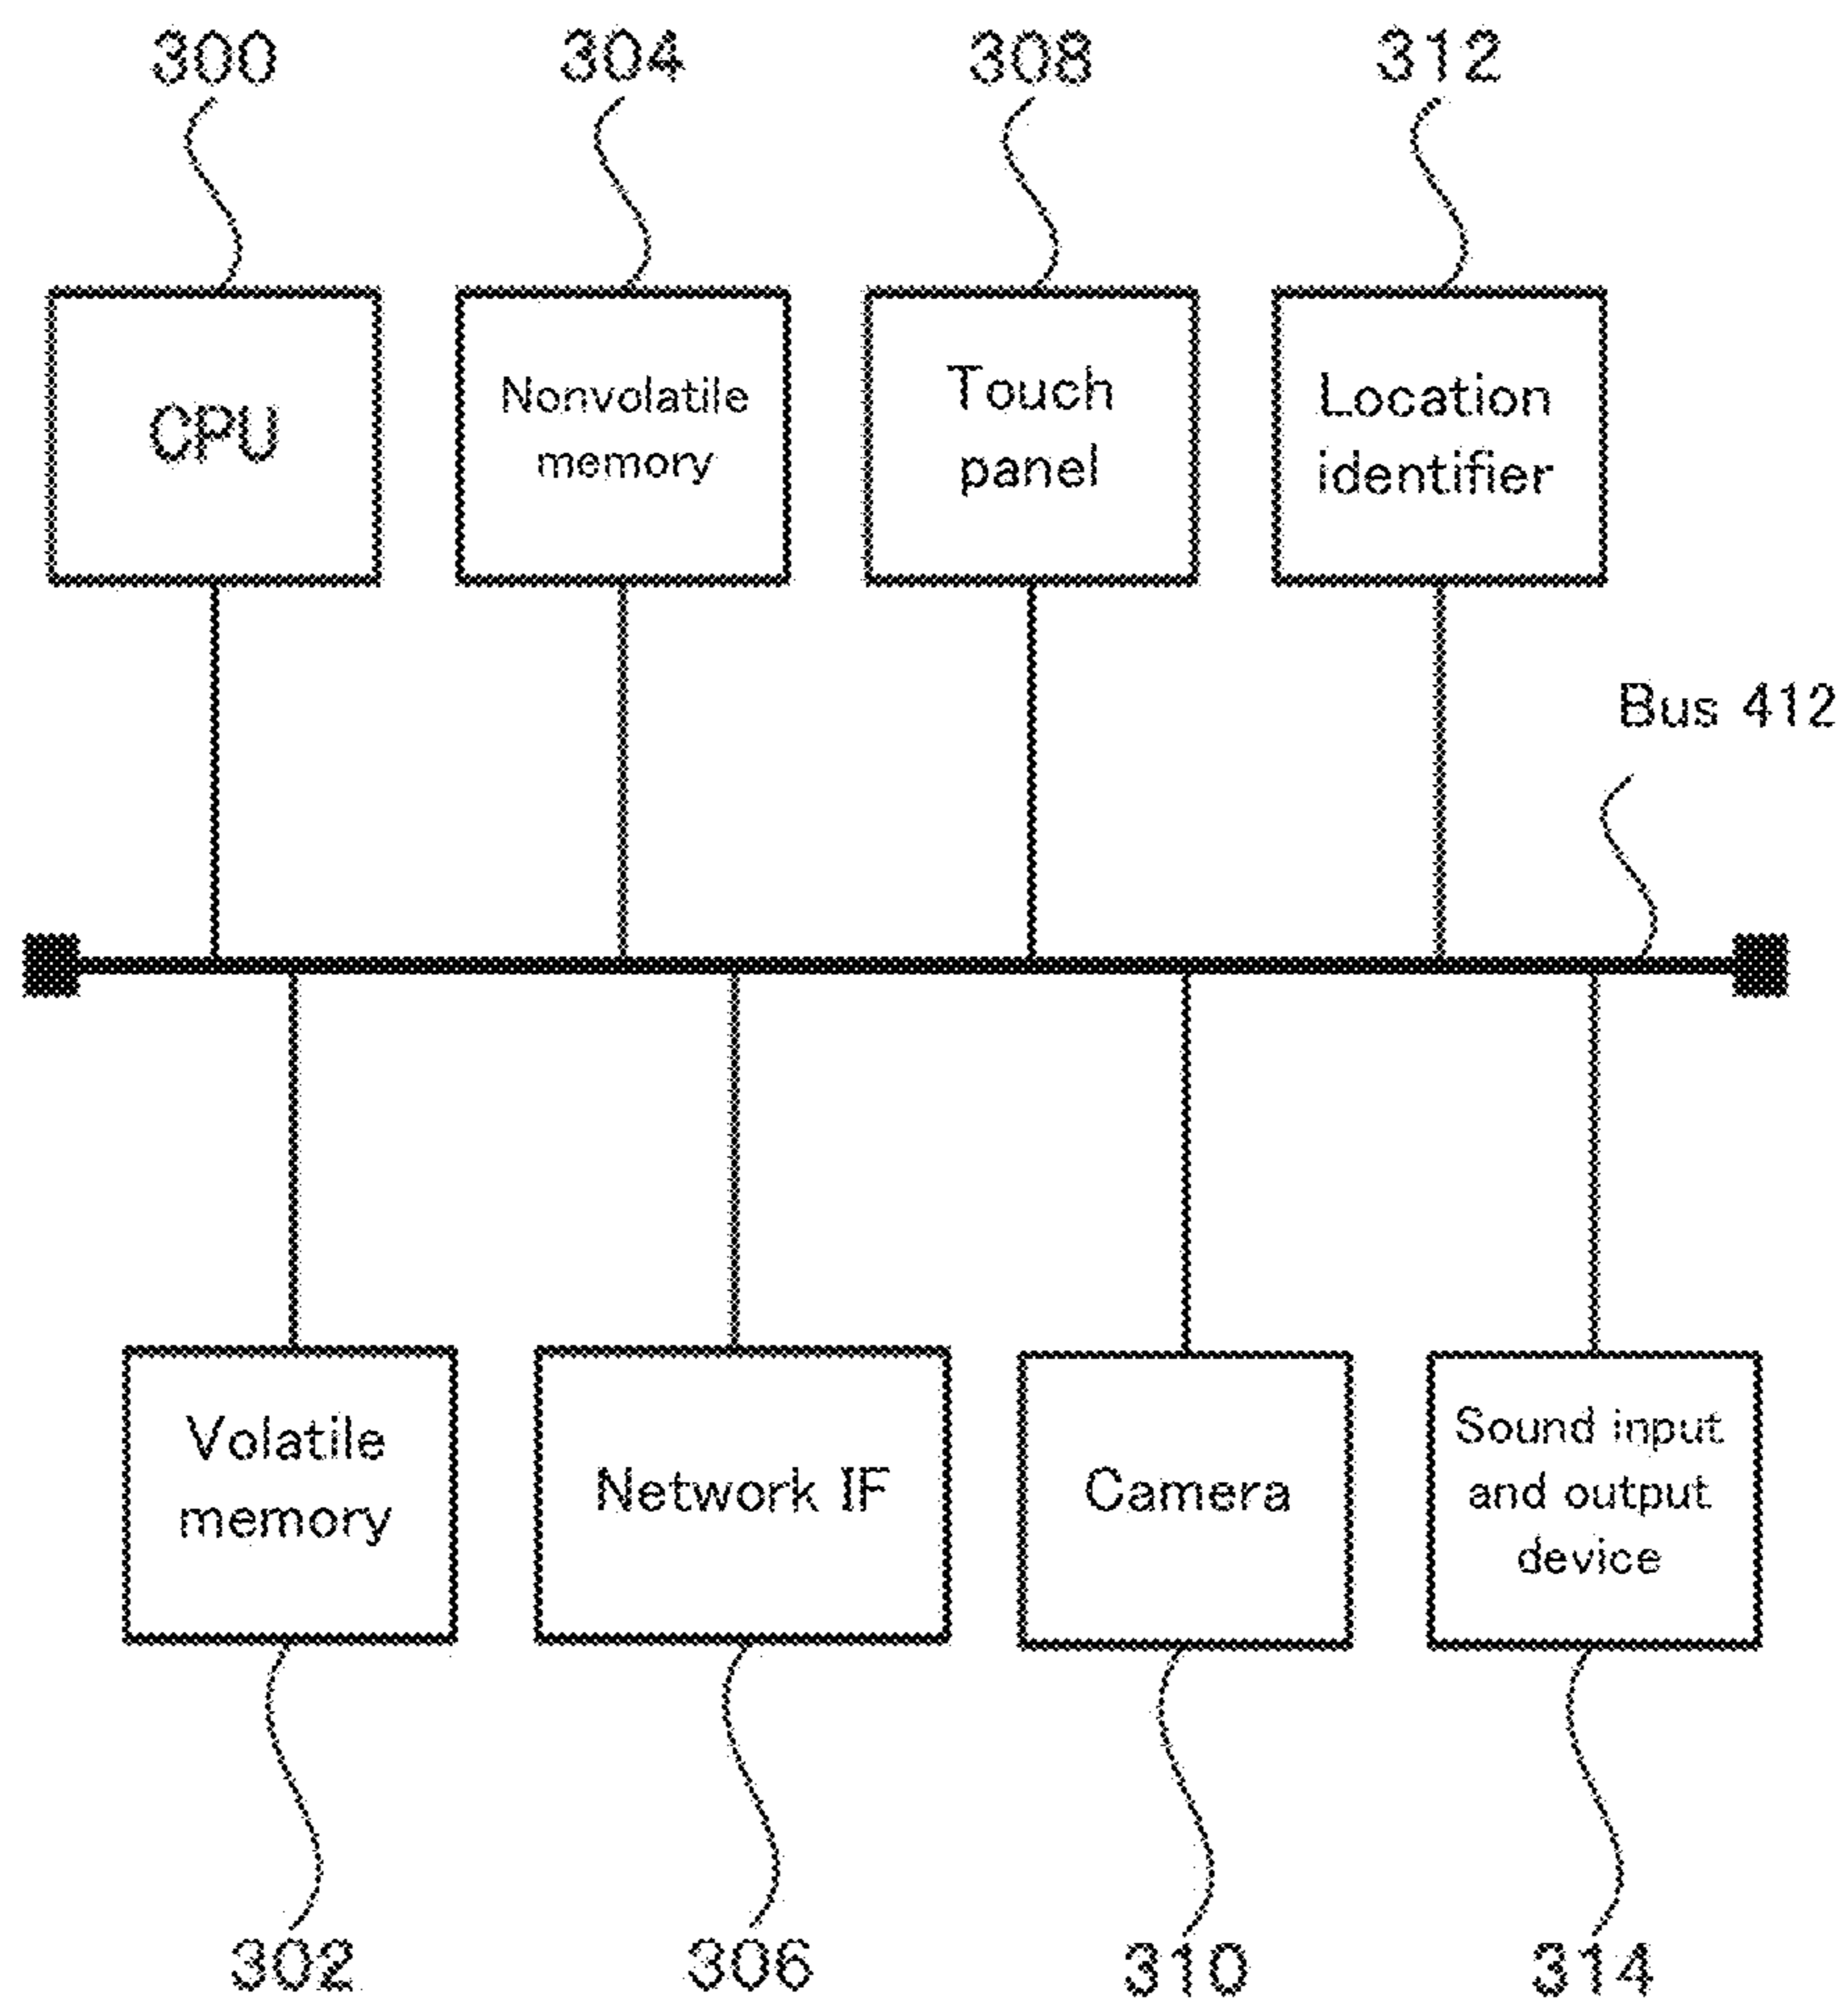 300
304
308
312
CPU
Nonvolatile
memory
Touch
panel
Location
identifier
Bus 412
Volatile
memory
Network IF
Camera
Sound input
and output
device
302
306
310
314